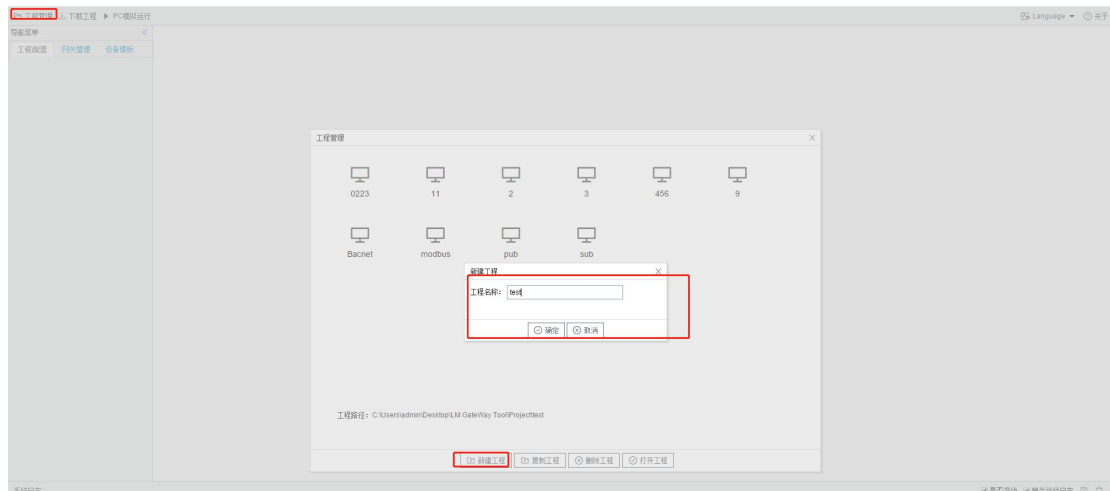 工程管理 下载工程 PC模拟运行 Language 关于
导航菜单
工程配置 网关管理 设备模板
工程管理
0223 11 2 3 456 9
Bacnet modbus pub sub
新建工程
工程名称： test
确定 取消
工程路径：C:\Users\admin\Desktop\LM GateWay Tool\Project\test
新建工程 复制工程 删除工程 打开工程
系统日志